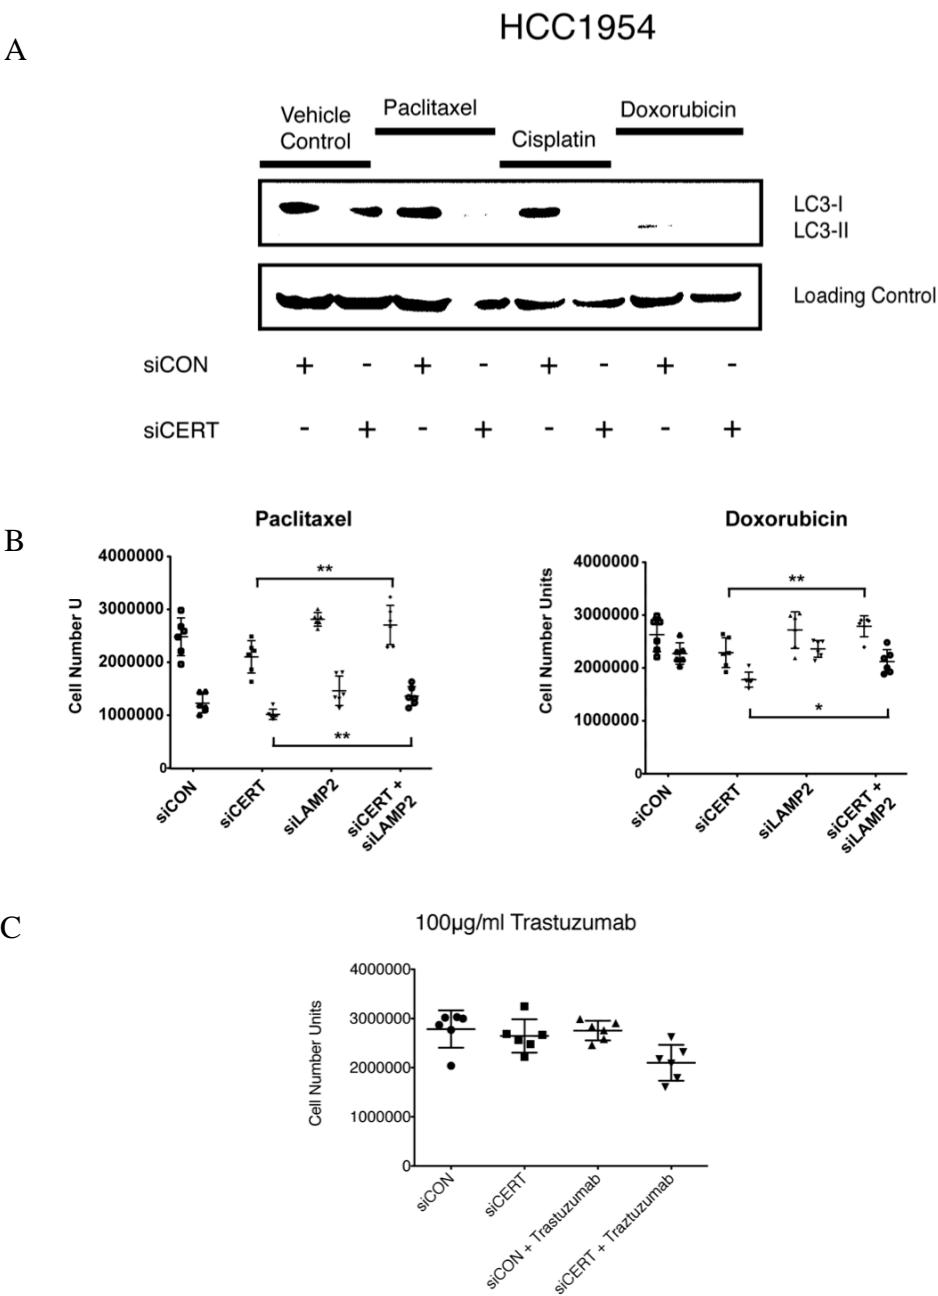 HCC1954
A
Vehicle
Control
Paclitaxel
Cisplatin
Doxorubicin
LC3-I
LC3-II
Loading Control
siCON + - + - + - + -
siCERT - + - + - + - +
B
Paclitaxel
Cell Number U
4000000
3000000
2000000
1000000
0
**
**
siCON
siCERT
siLAMP2
siCERT +
siLAMP2
Doxorubicin
Cell Number Units
4000000
3000000
2000000
1000000
0
**
*
siCON
siCERT
siLAMP2
siCERT +
siLAMP2
C
100µg/ml Trastuzumab
Cell Number Units
4000000
3000000
2000000
1000000
0
siCON
siCERT
siCON + Trastuzumab
siCERT + Traztuzumab